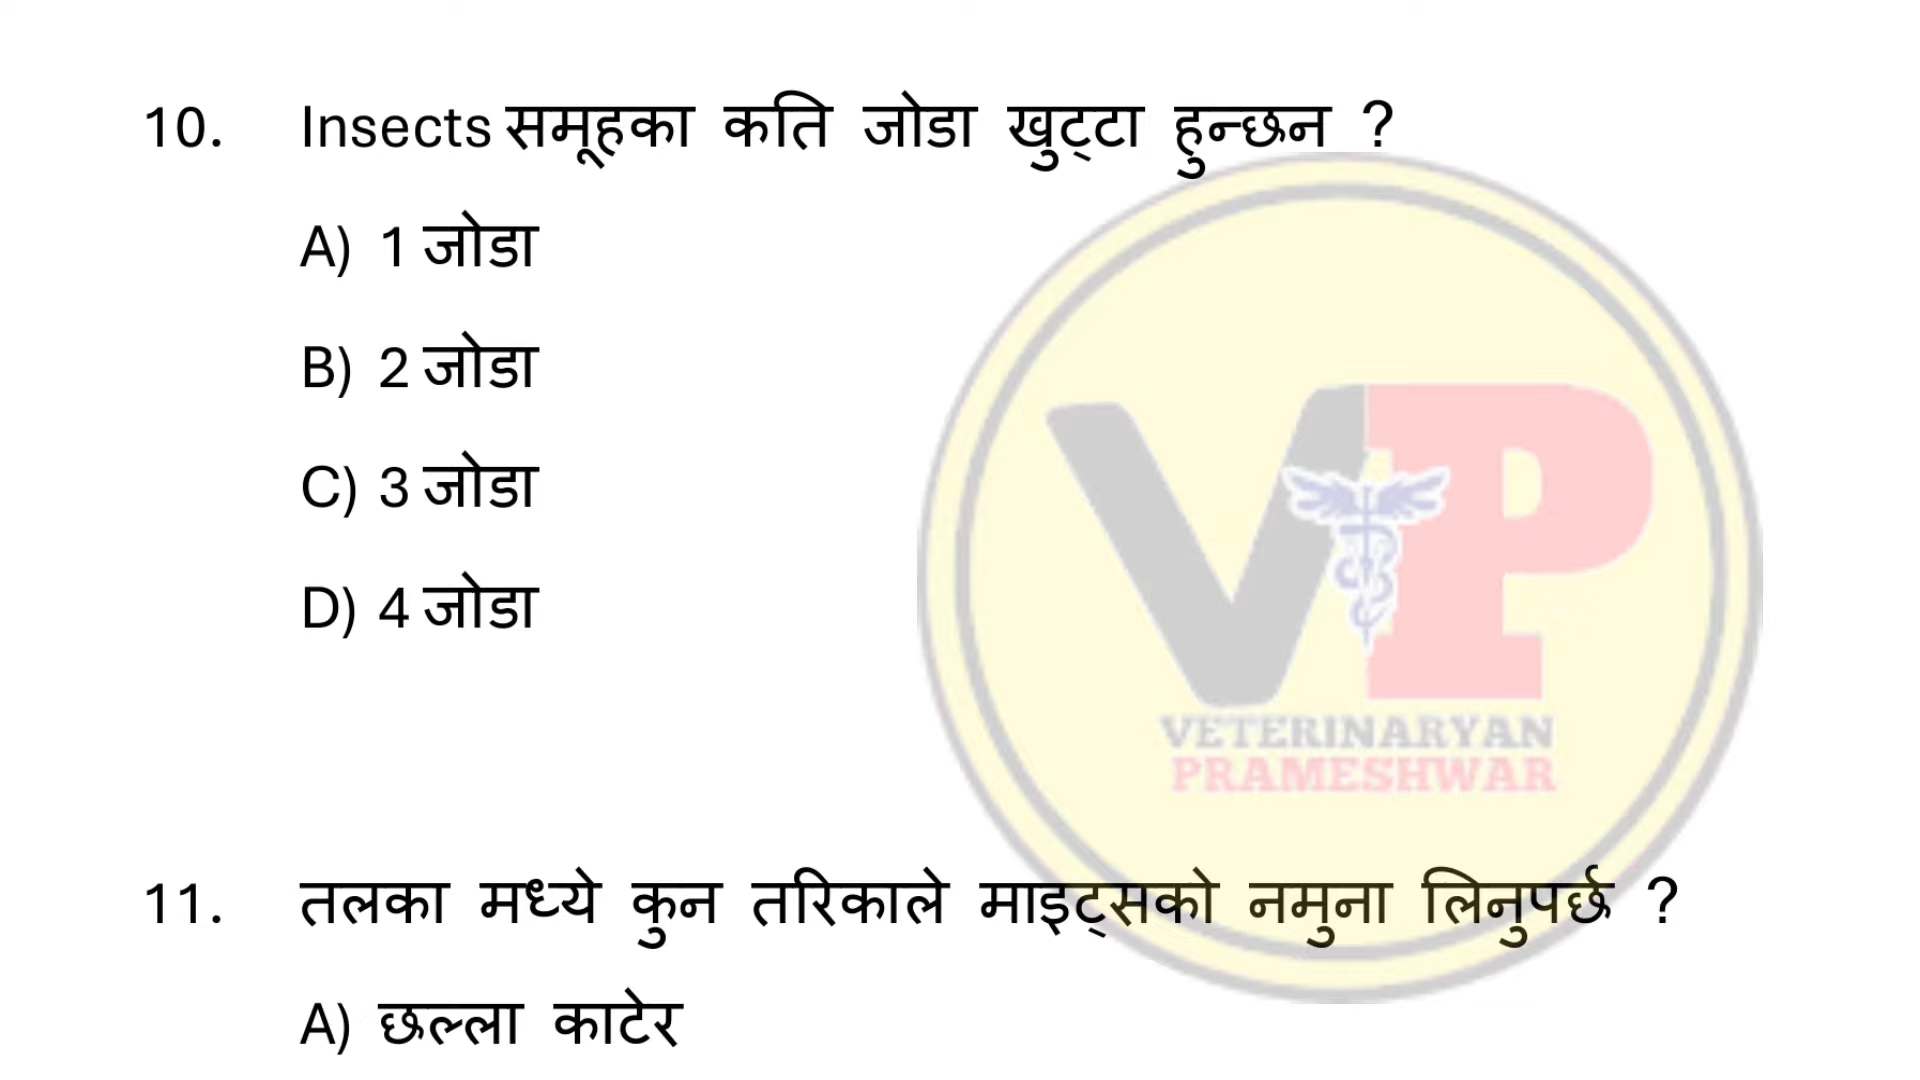 10. Insects समूहका कति जोडा खुट्टा हुन्छन ?
A) 1 जोडा
B) 2 जोडा
C) 3 जोडा
D) 4 जोडा
VP
VETERINARYAN
PRAMESHWAR
11. तलका मध्ये कुन तरिकाले माइट्सको नमुना लिनुपर्छ ?
A) छल्ला काटेर